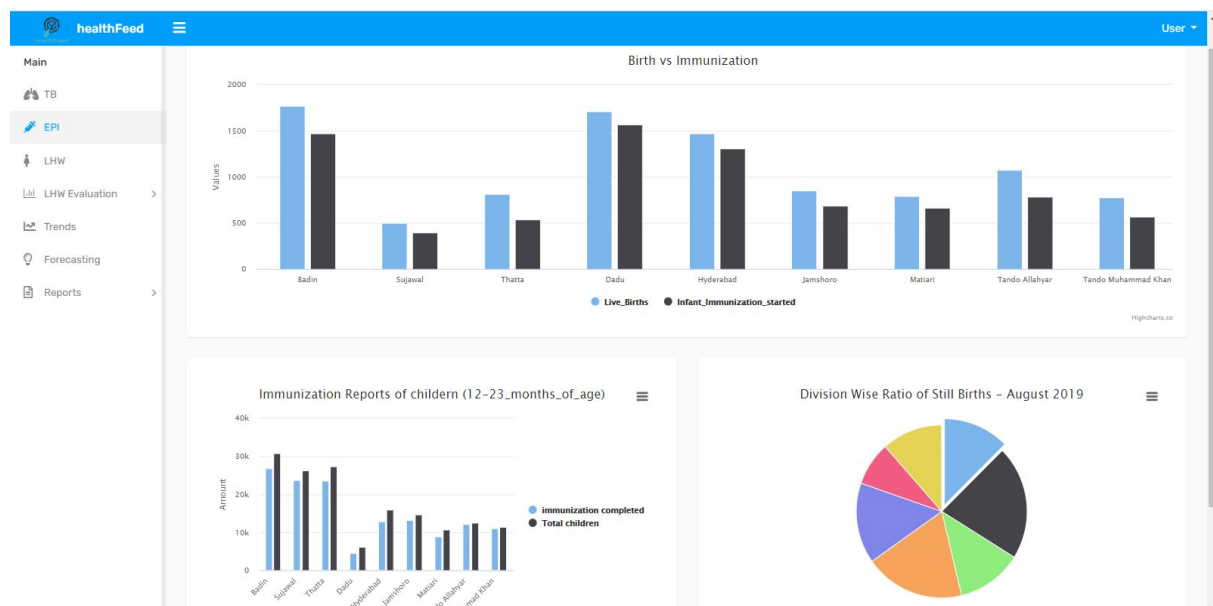 healthFeed
User
Main
TB
EPI
LHW
LHW Evaluation
Trends
Forecasting
Reports
Birth vs Immunization
Values
2000
1500
1000
500
0
Badin Sujawal Thatta Dadu Hyderabad Jamshoro Matiari Tando Allahyar Tando Muhammad Khan
Live_Births Infant_Immunization_started
Highcharts.co
Immunization Reports of childern (12-23_months_of_age)
Amount
40k
30k
20k
10k
0
Badin Sujawal Thatta Dadu Hyderabad Jamshoro Matiari Allahyar Khan
immunization completed
Total children
Division Wise Ratio of Still Births - August 2019